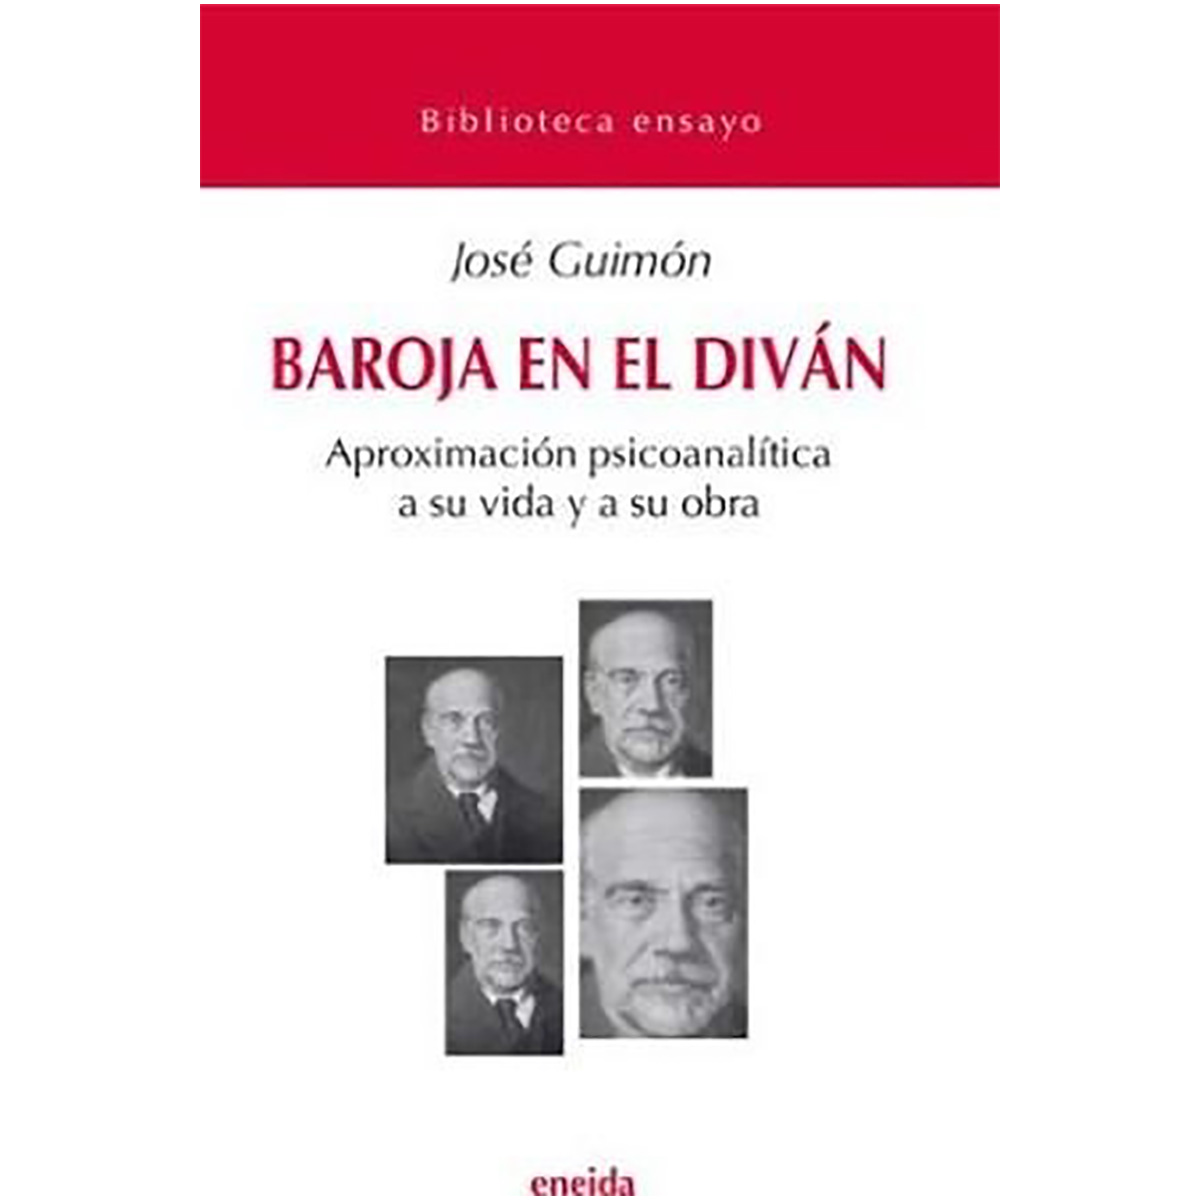 Biblioteca ensayo
José Guimón
BAROJA EN EL DIVÁN
Aproximación psicoanalítica
a su vida y a su obra
eneida